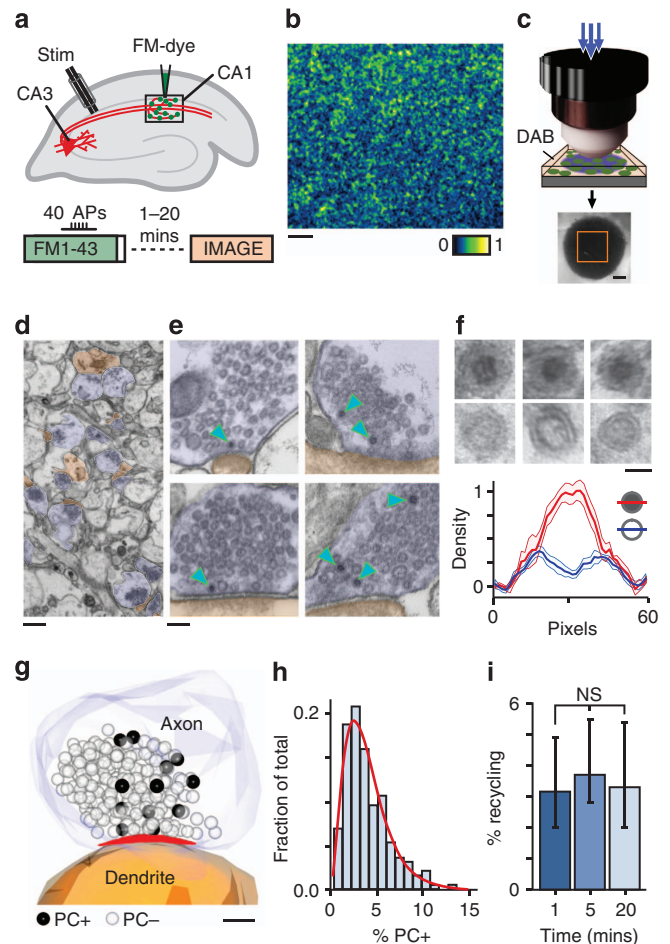 a
Stim
FM-dye
CA3
CA1
40 APs
1–20
mins
FM1-43
IMAGE
b
0 1
c
DAB
d
e
f
Density
1
0
0 60
Pixels
g
Axon
Dendrite
PC+ PC–
h
Fraction of total
0.2
0.0
0 5 10 15
% PC+
i
NS
% recycling
6
0
1 5 20
Time (mins)